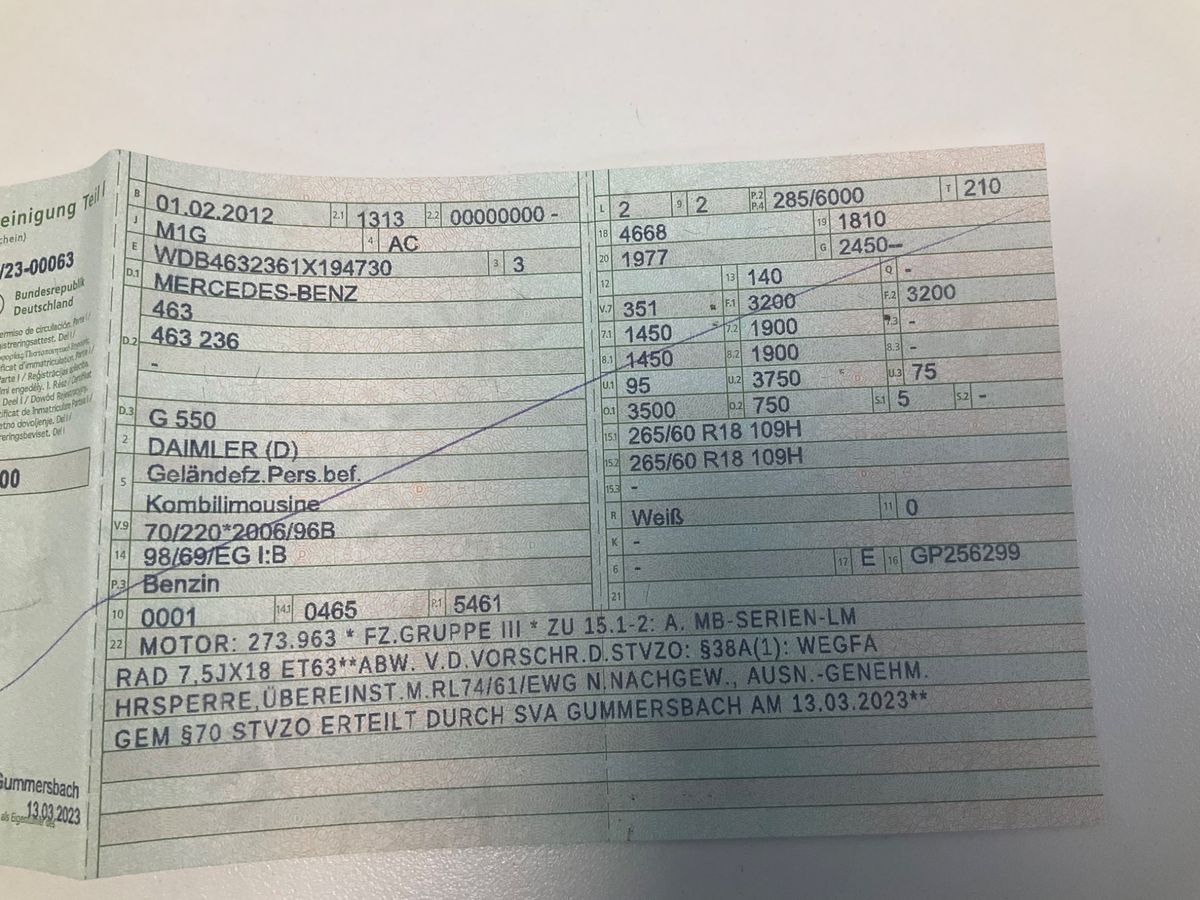 einigung Teil I
chein)
/23-00063
Bundesrepublik
Deutschland
00
Gummersbach
13.03.2023
B 01.02.2012 2.1 1313 2.2 00000000 -
J M1G 4 AC
E WDB4632361X194730 3 3
D.1 MERCEDES-BENZ
463
D.2 463 236
-
D.3 G 550
2 DAIMLER (D)
5 Geländefz.Pers.bef.
Kombilimousine
V.9 70/220*2006/96B
14 98/69/EG I:B
P.3 Benzin
10 0001 14.1 0465 P.1 5461
L 2 9 2 P.2 P.4 285/6000 T 210
18 4668 19 1810
20 1977 G 2450--
12 13 140 Q -
V.7 351 F.1 3200 F.2 3200
7.1 1450 7.2 1900 7.3 -
8.1 1450 8.2 1900 8.3 -
U.1 95 U.2 3750 U.3 75
O.1 3500 O.2 750 S.1 5 S.2 -
15.1 265/60 R18 109H
15.2 265/60 R18 109H
15.3 -
R Weiß 11 0
K -
6 - 17 E 16 GP256299
21
22 MOTOR: 273.963 * FZ.GRUPPE III * ZU 15.1-2: A. MB-SERIEN-LM
RAD 7.5JX18 ET63**ABW. V.D.VORSCHR.D.STVZO: §38A(1): WEGFA
HRSPERRE,ÜBEREINST.M.RL74/61/EWG N.NACHGEW., AUSN.-GENEHM.
GEM §70 STVZO ERTEILT DURCH SVA GUMMERSBACH AM 13.03.2023**